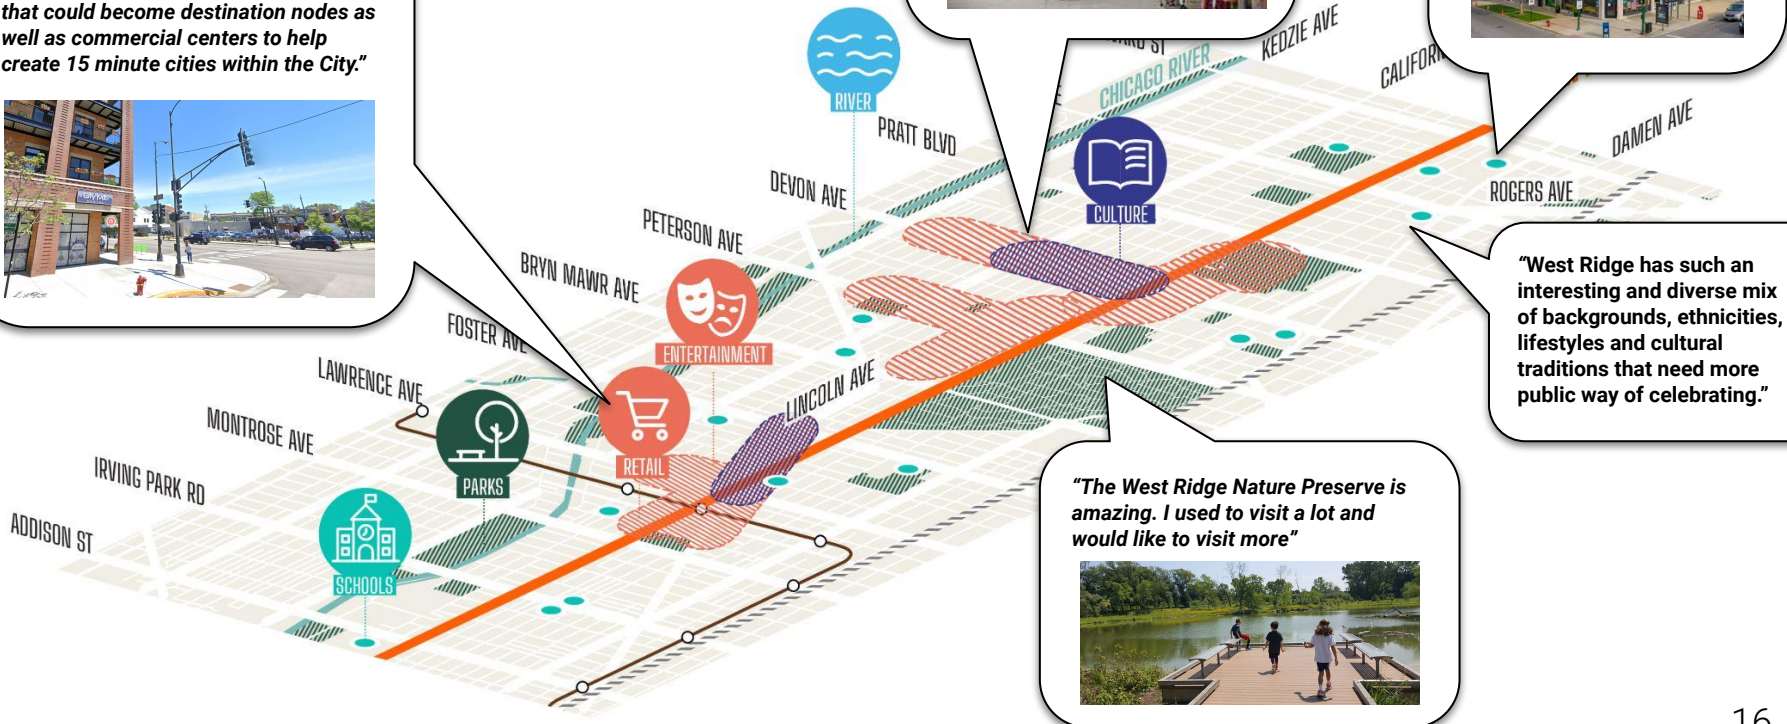 that could become destination nodes as
well as commercial centers to help
create 15 minute cities within the City.”
RIVER
CHICAGO RIVER
KEDZIE AVE
PRATT BLVD
CULTURE
DAMEN AVE
ROGERS AVE
DEVON AVE
PETERSON AVE
BRYN MAWR AVE
FOSTER AVE
ENTERTAINMENT
LAWRENCE AVE
MONTROSE AVE
IRVING PARK RD
ADDISON ST
LINCOLN AVE
RETAIL
PARKS
SCHOOLS
“West Ridge has such an
interesting and diverse mix
of backgrounds, ethnicities,
lifestyles and cultural
traditions that need more
public way of celebrating.”
“The West Ridge Nature Preserve is
amazing. I used to visit a lot and
would like to visit more”
16